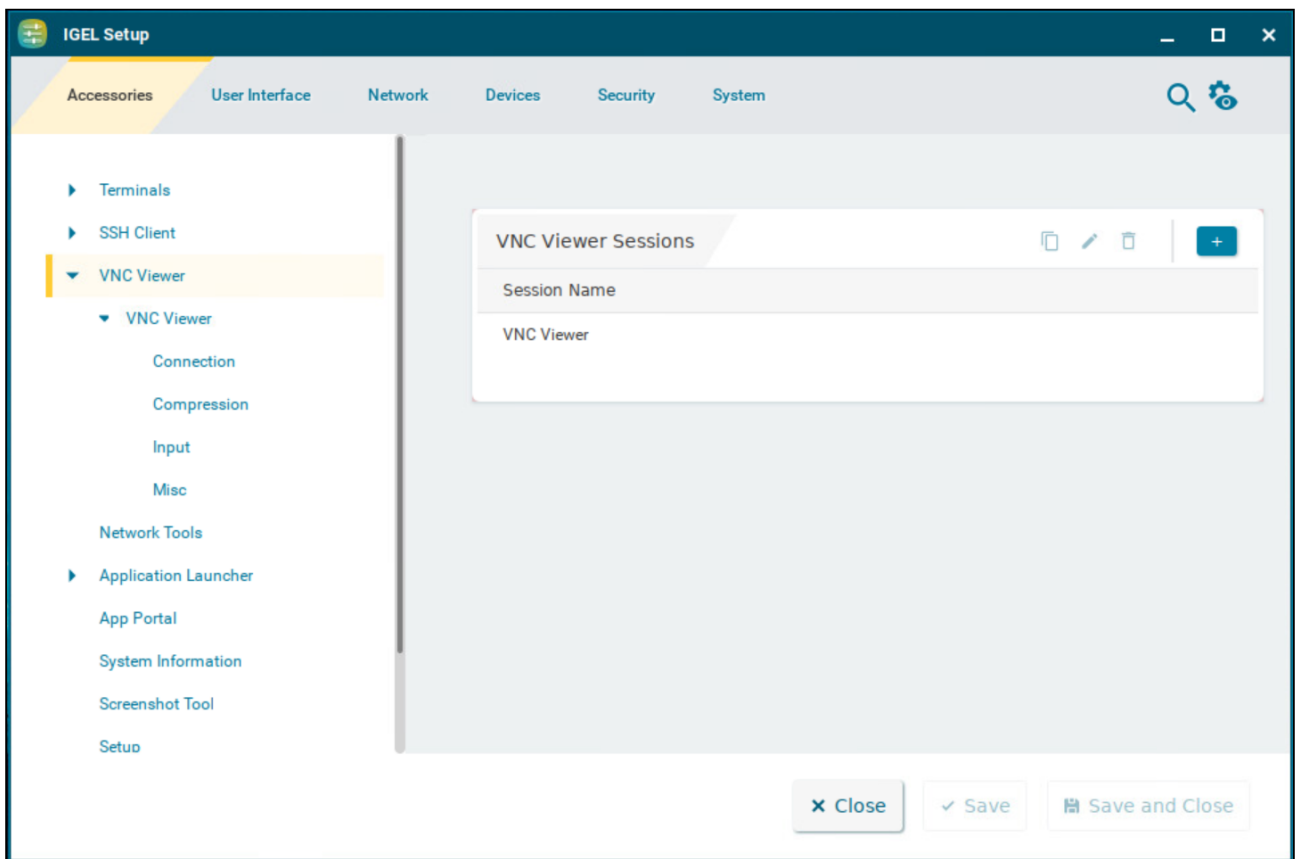 IGEL Setup
Accessories User Interface Network Devices Security System
Terminals
SSH Client
VNC Viewer
VNC Viewer
Connection
Compression
Input
Misc
Network Tools
Application Launcher
App Portal
System Information
Screenshot Tool
Setup
VNC Viewer Sessions
+
Session Name
VNC Viewer
Close Save Save and Close